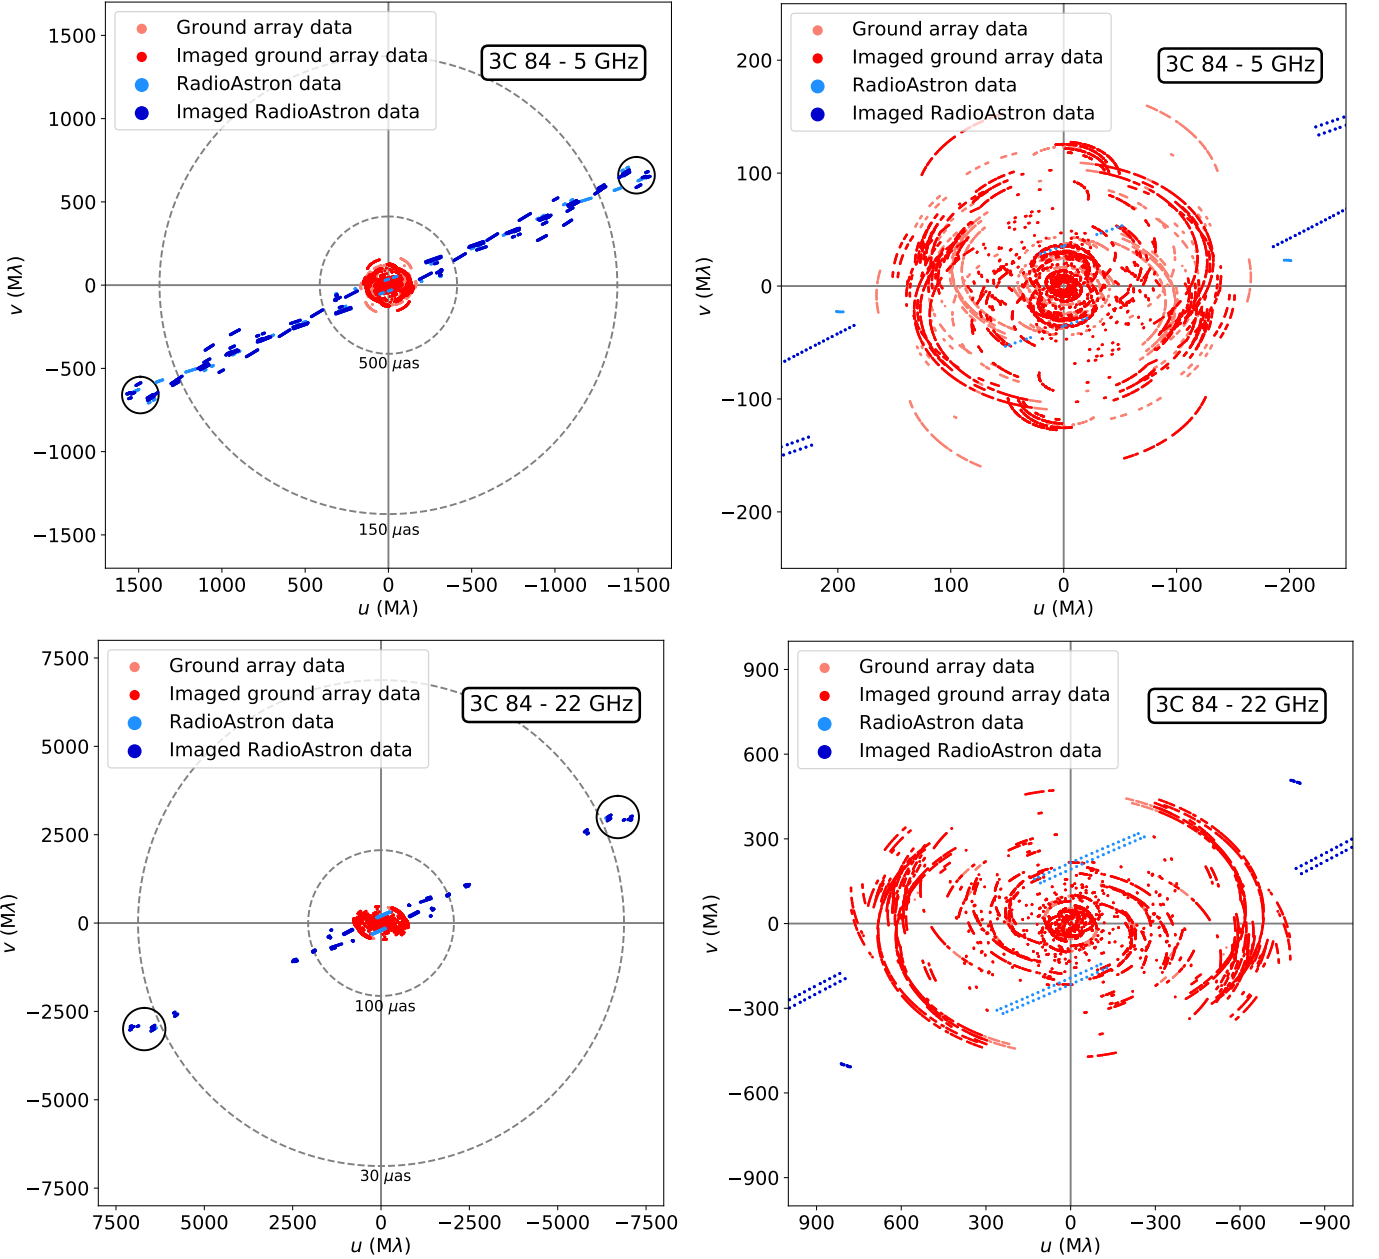 Ground array data
Imaged ground array data
RadioAstron data
Imaged RadioAstron data
3C 84 - 5 GHz
1500
1000
500
0
−500
−1000
−1500
v (Mλ)
500 μas
150 μas
1500 1000 500 0 −500 −1000 −1500
u (Mλ)
Ground array data
Imaged ground array data
RadioAstron data
Imaged RadioAstron data
3C 84 - 5 GHz
200
100
0
−100
−200
v (Mλ)
200 100 0 −100 −200
u (Mλ)
Ground array data
Imaged ground array data
RadioAstron data
Imaged RadioAstron data
3C 84 - 22 GHz
7500
5000
2500
0
−2500
−5000
−7500
v (Mλ)
100 μas
30 μas
7500 5000 2500 0 −2500 −5000 −7500
u (Mλ)
Ground array data
Imaged ground array data
RadioAstron data
Imaged RadioAstron data
3C 84 - 22 GHz
900
600
300
0
−300
−600
−900
v (Mλ)
900 600 300 0 −300 −600 −900
u (Mλ)